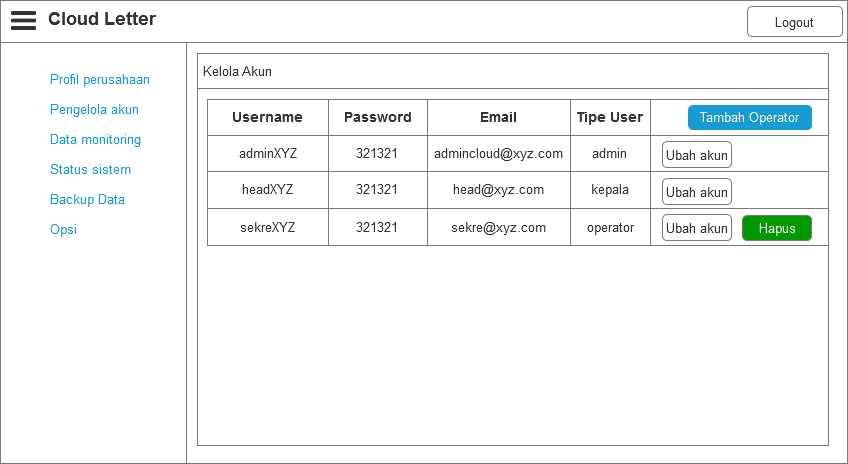 Cloud Letter
Logout
Profil perusahaan
Pengelola akun
Data monitoring
Status sistem
Backup Data
Opsi
Kelola Akun
Username Password Email Tipe User Tambah Operator
adminXYZ 321321 admincloud@xyz.com admin Ubah akun
headXYZ 321321 head@xyz.com kepala Ubah akun
sekreXYZ 321321 sekre@xyz.com operator Ubah akun Hapus